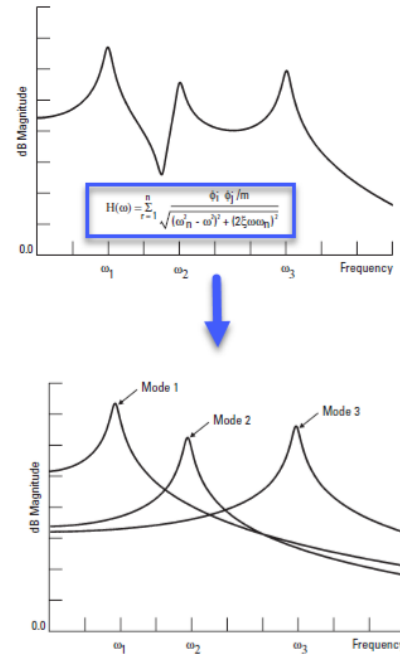 dB Magnitude
H(ω) = Σ r = 1 n ϕi ϕj /m √(ω²n - ω²)² + (2ξωωn)²
0.0
ω1 ω2 ω3 Frequency
Mode 1
Mode 2
Mode 3
dB Magnitude
0.0
ω1 ω2 ω3 Frequency